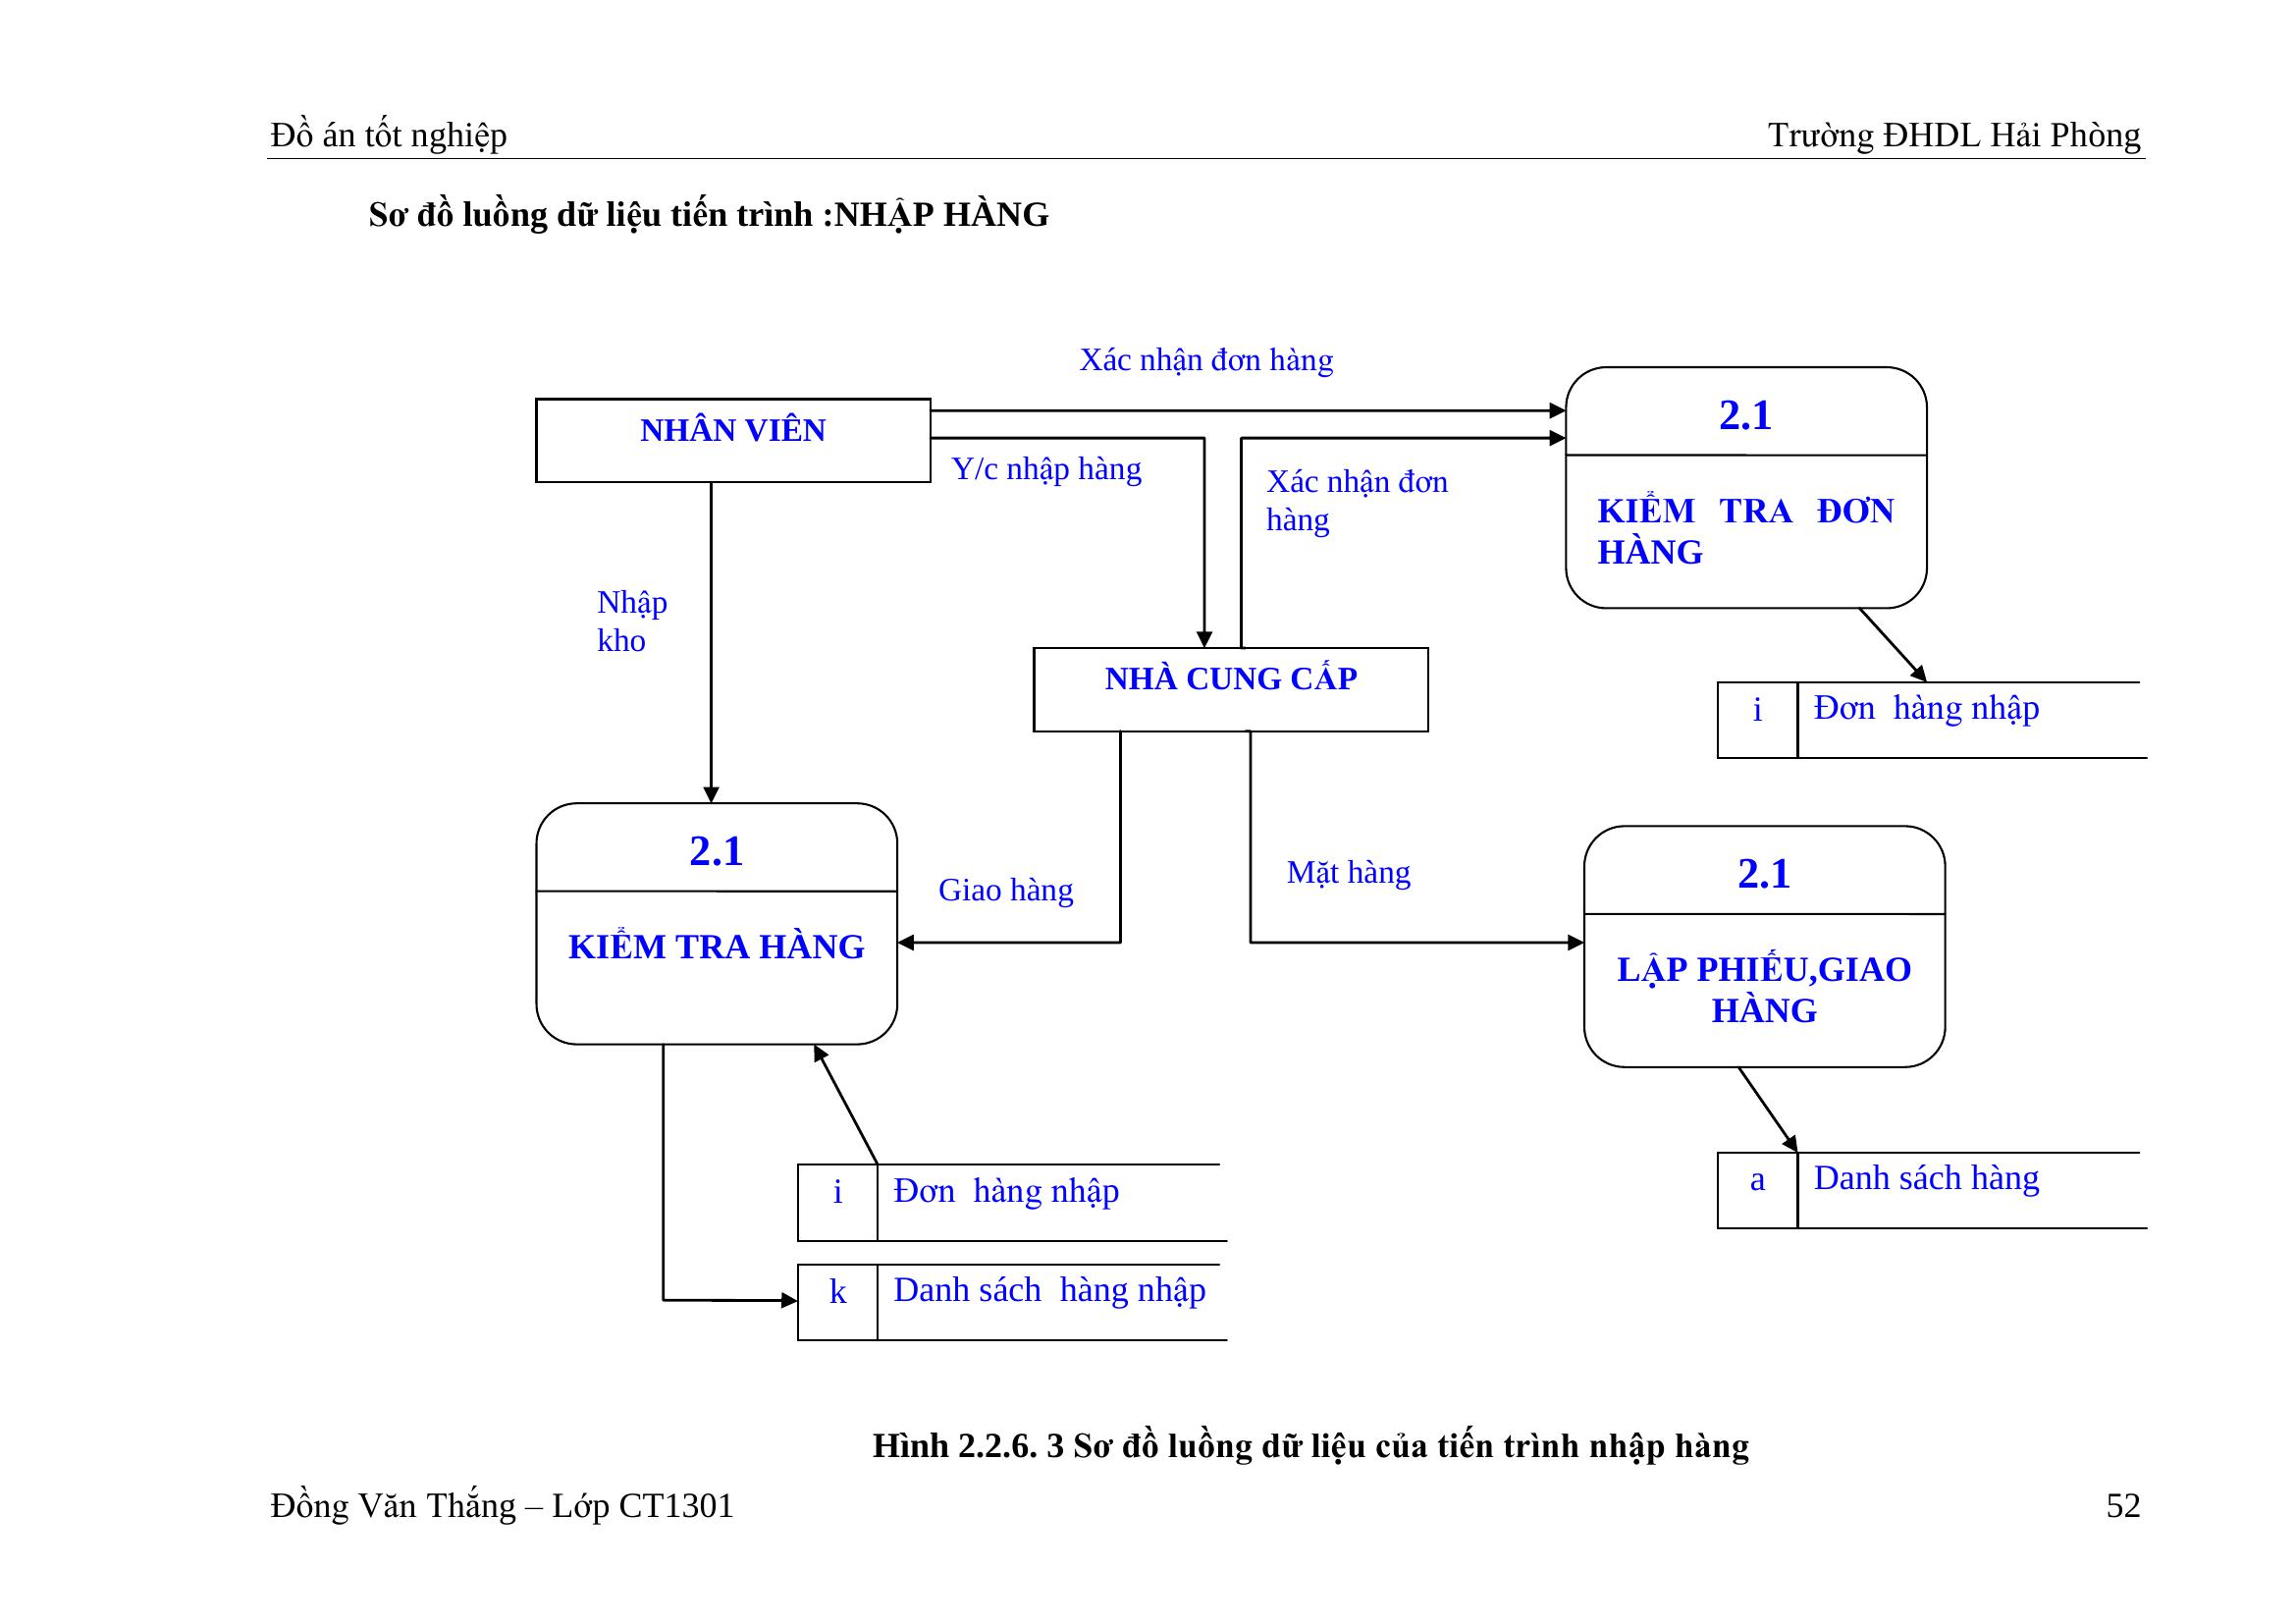 Đồ án tốt nghiệp
Trường ĐHDL Hải Phòng
Sơ đồ luồng dữ liệu tiến trình :NHẬP HÀNG
Xác nhận đơn hàng
NHÂN VIÊN
2.1
Y/c nhập hàng
Xác nhận đơn
hàng
KIỂM TRA ĐƠN
HÀNG
Nhập
kho
NHÀ CUNG CẤP
i
Đơn hàng nhập
2.1
KIỂM TRA HÀNG
Giao hàng
Mặt hàng
2.1
LẬP PHIẾU,GIAO
HÀNG
i
Đơn hàng nhập
a
Danh sách hàng
k
Danh sách hàng nhập
Hình 2.2.6. 3 Sơ đồ luồng dữ liệu của tiến trình nhập hàng
Đồng Văn Thắng – Lớp CT1301
52